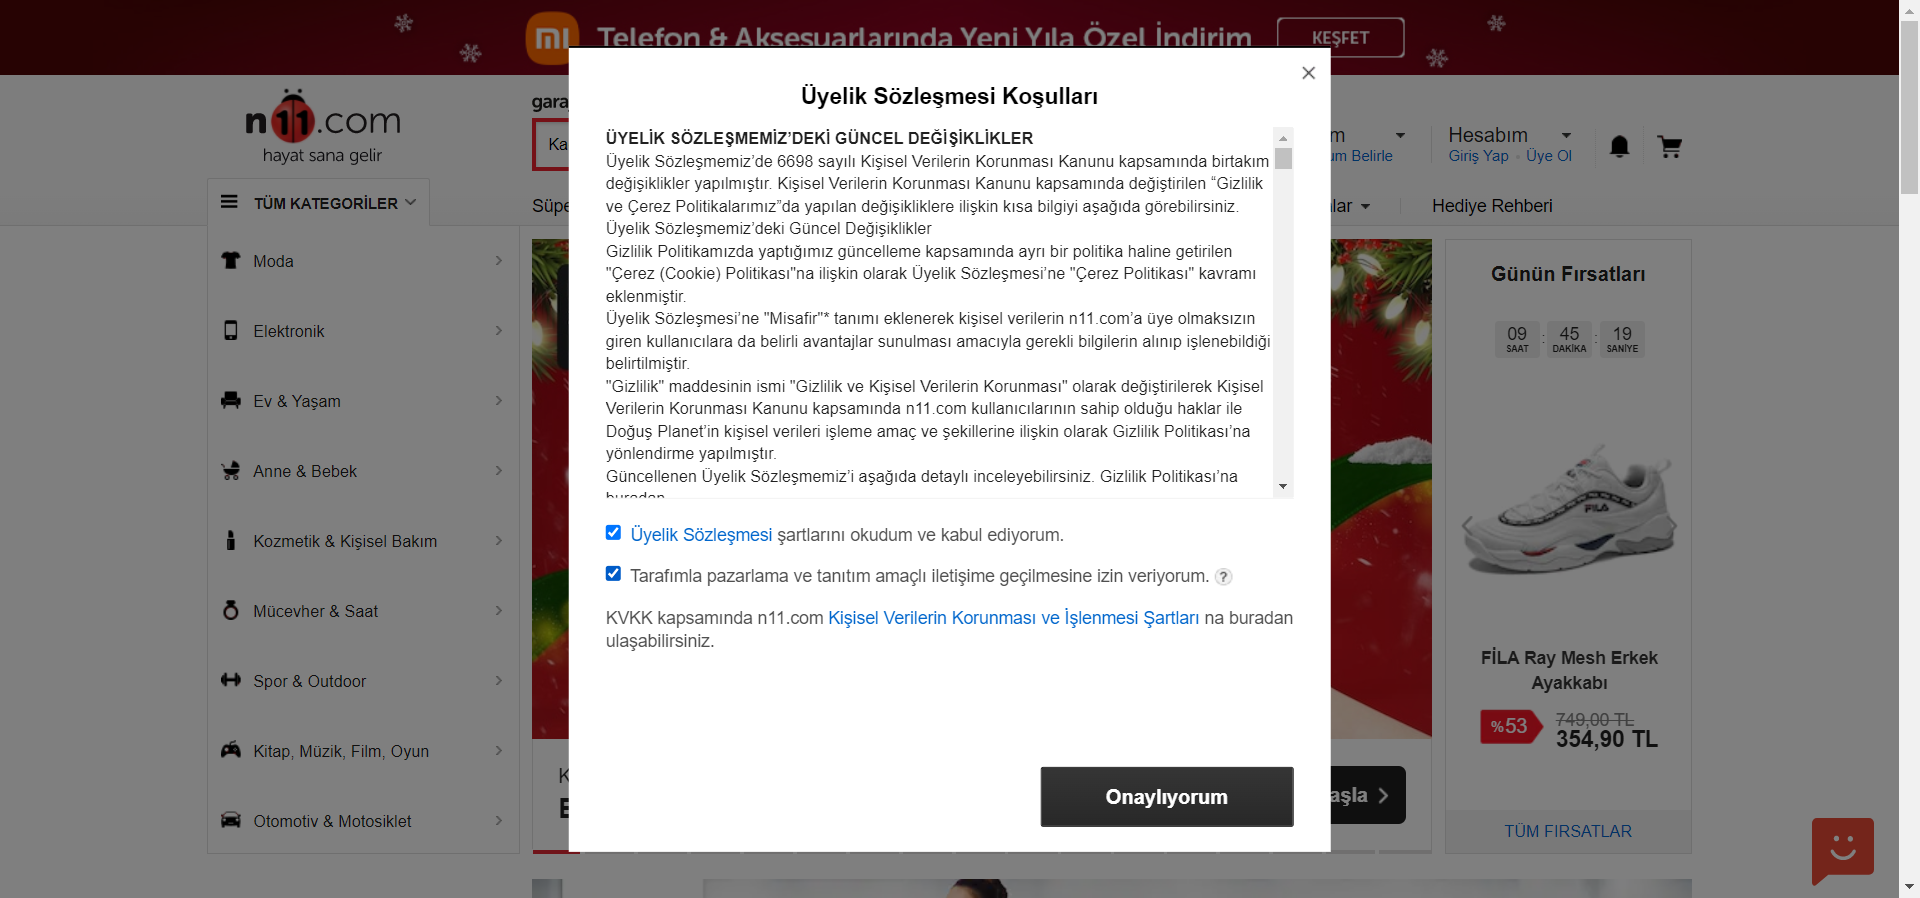 mi Telefon & Aksesuarlarında Yeni Yıla Özel İndirim KEŞFET
n11.com
hayat sana gelir
Hesabım
Giriş Yap Üye Ol
TÜM KATEGORİLER
Hediye Rehberi
Moda
Elektronik
Ev & Yaşam
Anne & Bebek
Kozmetik & Kişisel Bakım
Mücevher & Saat
Spor & Outdoor
Kitap, Müzik, Film, Oyun
Otomotiv & Motosiklet
Üyelik Sözleşmesi Koşulları
ÜYELİK SÖZLEŞMEMİZ’DEKİ GÜNCEL DEĞİŞİKLİKLER
Üyelik Sözleşmemiz’de 6698 sayılı Kişisel Verilerin Korunması Kanunu kapsamında birtakım
değişiklikler yapılmıştır. Kişisel Verilerin Korunması Kanunu kapsamında değiştirilen “Gizlilik
ve Çerez Politikalarımız”da yapılan değişikliklere ilişkin kısa bilgiyi aşağıda görebilirsiniz.
Üyelik Sözleşmemiz’deki Güncel Değişiklikler
Gizlilik Politikamızda yaptığımız güncelleme kapsamında ayrı bir politika haline getirilen
"Çerez (Cookie) Politikası"na ilişkin olarak Üyelik Sözleşmesi’ne "Çerez Politikası" kavramı
eklenmiştir.
Üyelik Sözleşmesi’ne "Misafir"* tanımı eklenerek kişisel verilerin n11.com’a üye olmaksızın
giren kullanıcılara da belirli avantajlar sunulması amacıyla gerekli bilgilerin alınıp işlenebildiği
belirtilmiştir.
"Gizlilik" maddesinin ismi "Gizlilik ve Kişisel Verilerin Korunması" olarak değiştirilerek Kişisel
Verilerin Korunması Kanunu kapsamında n11.com kullanıcılarının sahip olduğu haklar ile
Doğuş Planet’in kişisel verileri işleme amaç ve şekillerine ilişkin olarak Gizlilik Politikası’na
yönlendirme yapılmıştır.
Güncellenen Üyelik Sözleşmemiz’i aşağıda detaylı inceleyebilirsiniz. Gizlilik Politikası’na
buradan
Üyelik Sözleşmesi şartlarını okudum ve kabul ediyorum.
Tarafımla pazarlama ve tanıtım amaçlı iletişime geçilmesine izin veriyorum. ?
KVKK kapsamında n11.com Kişisel Verilerin Korunması ve İşlenmesi Şartları na buradan
ulaşabilirsiniz.
Onaylıyorum
Günün Fırsatları
09 : 45 : 19
SAAT DAKİKA SANİYE
FİLA Ray Mesh Erkek
Ayakkabı
%53
749,00 TL
354,90 TL
TÜM FIRSATLAR